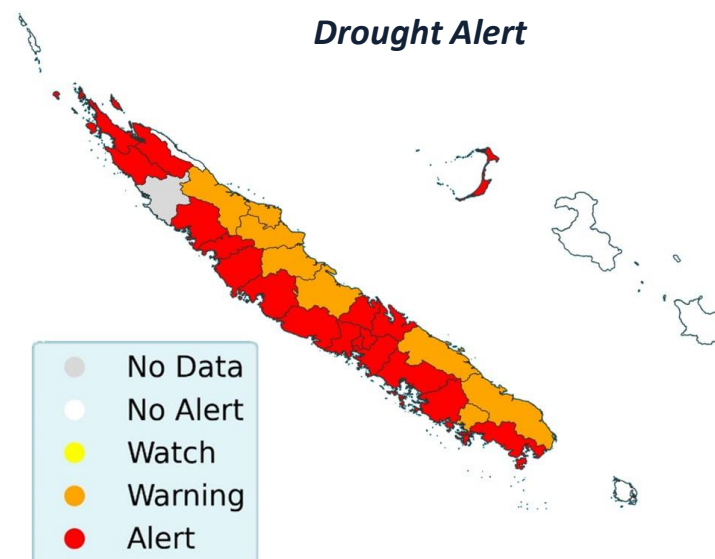 Drought Alert
No Data
No Alert
Watch
Warning
Alert